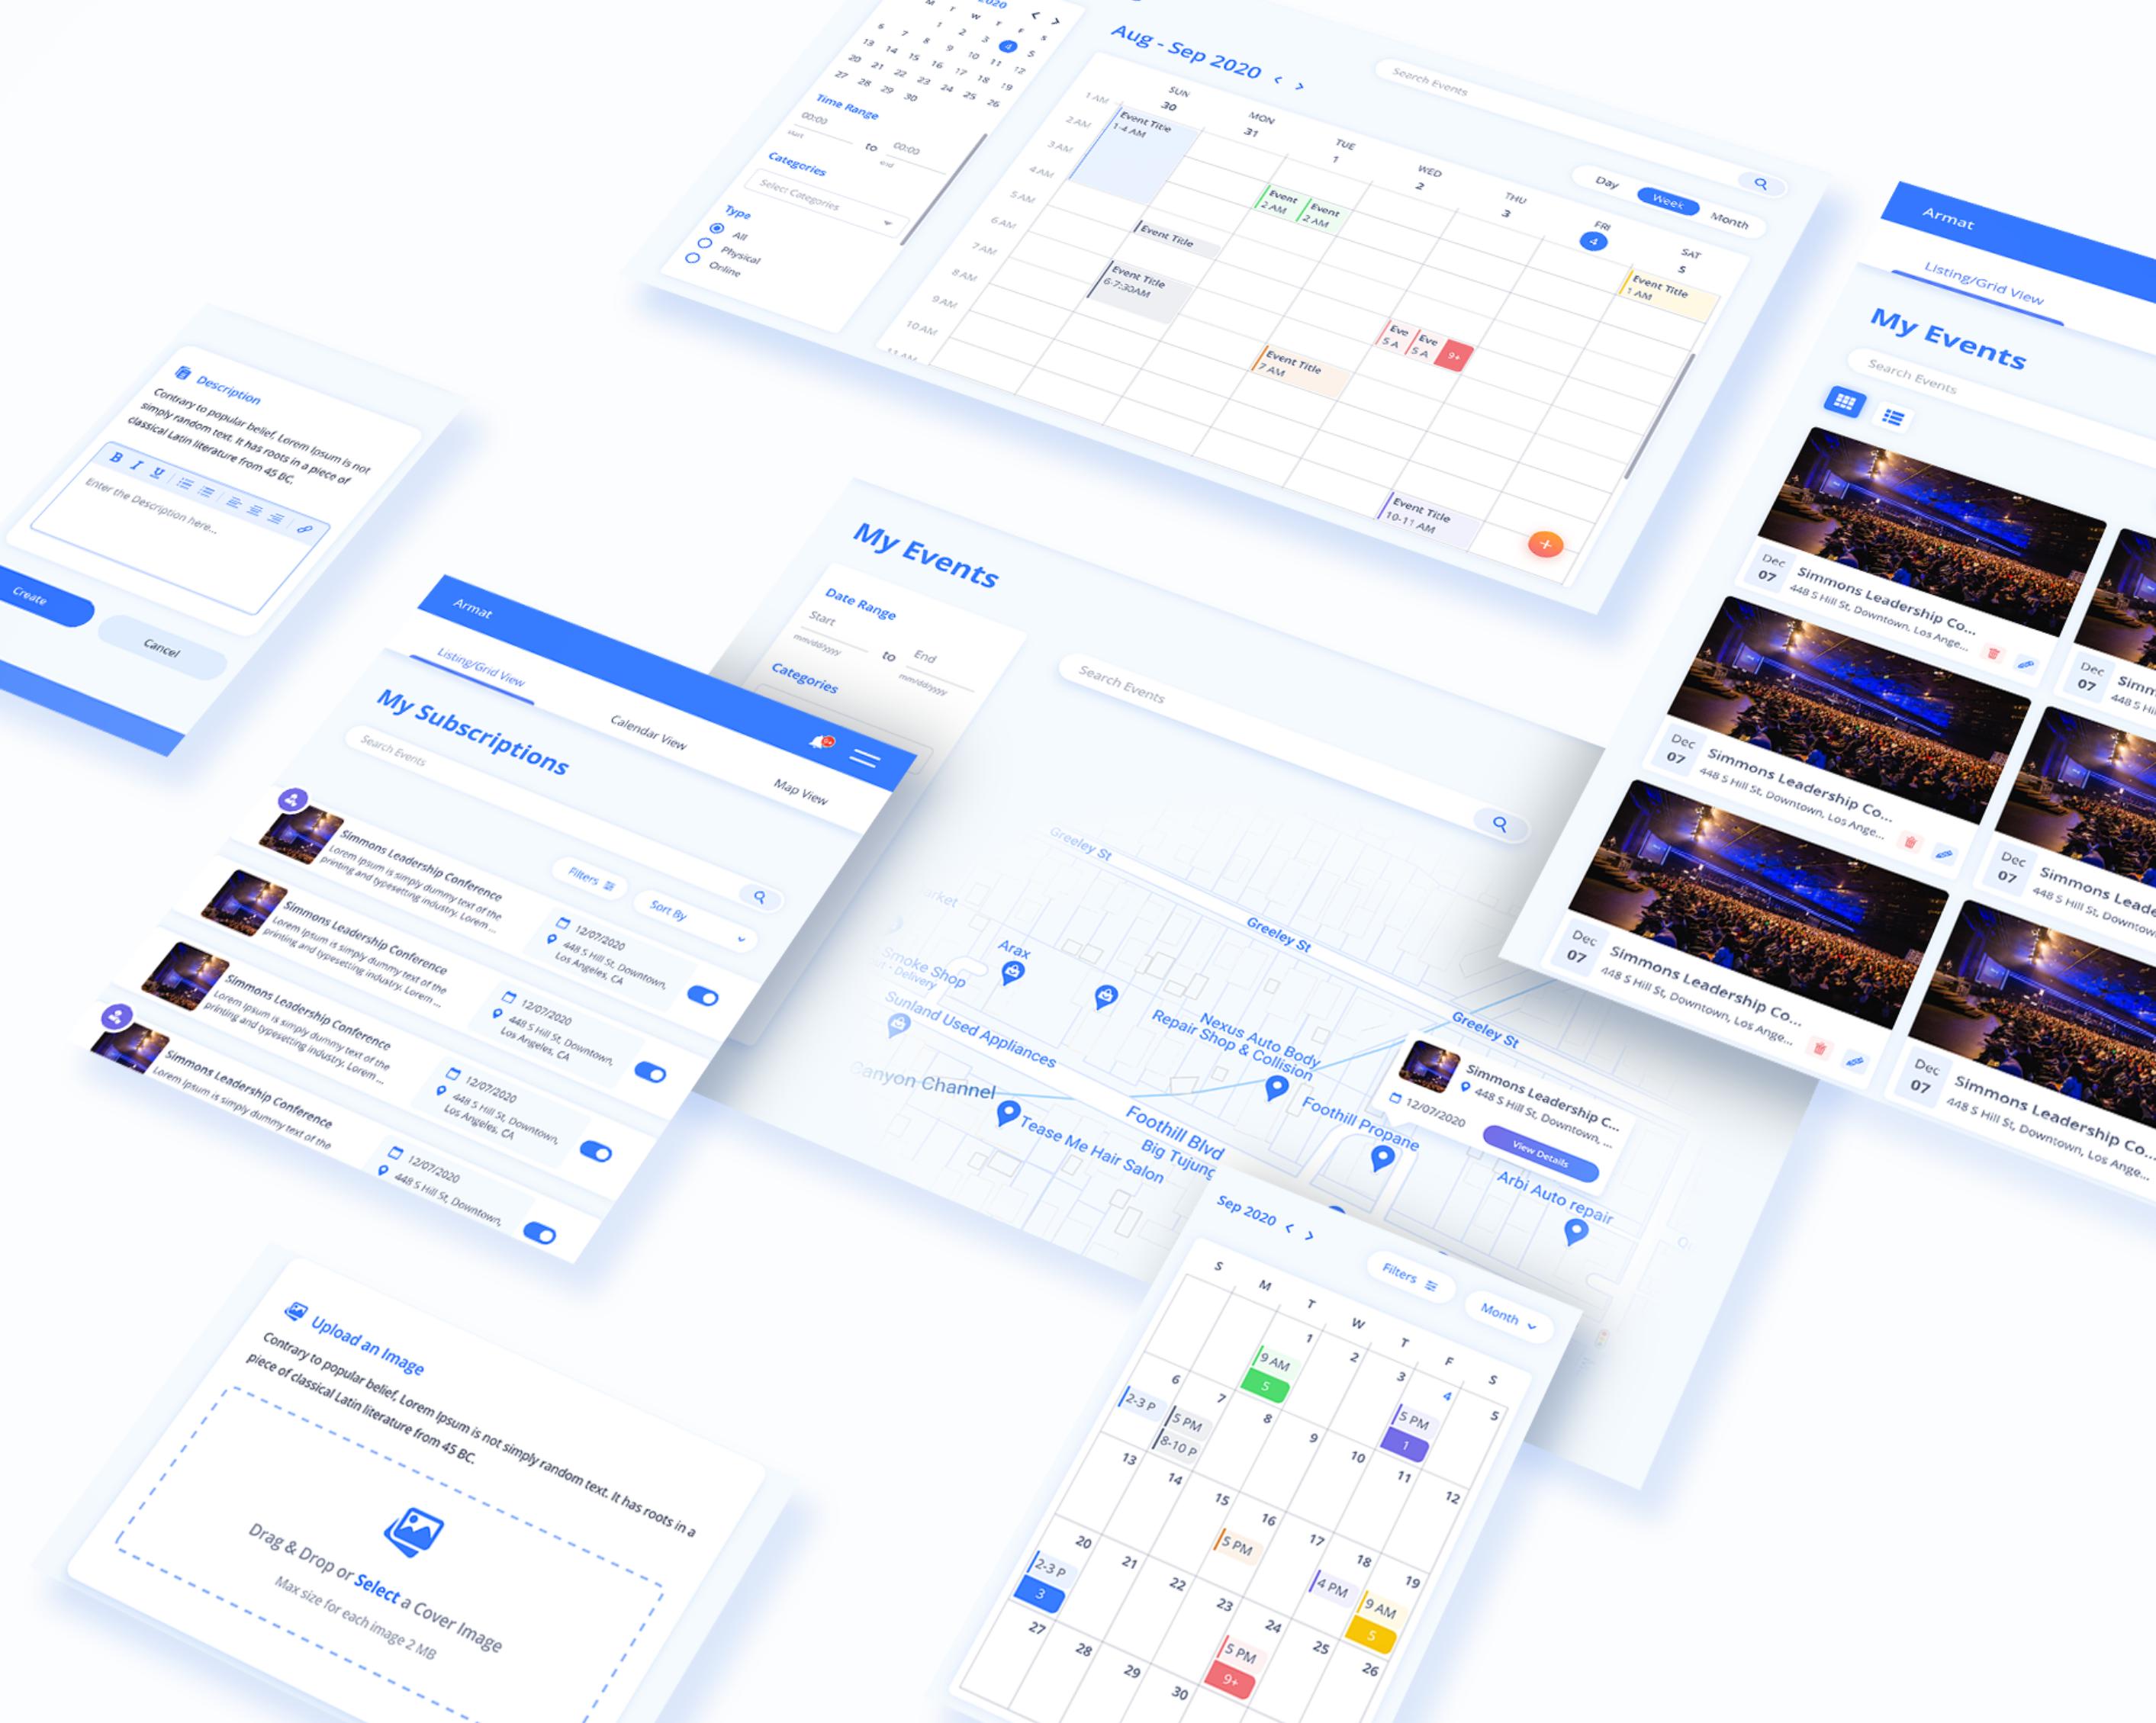 2020
M T W T F S
1 2 3 4 5
6 7 8 9 10 11 12
13 14 15 16 17 18 19
20 21 22 23 24 25 26
27 28 29 30
Time Range
00:00 to 00:00
start end
Categories
Select Categories
Type
All
Physical
Online
Aug - Sep 2020 < >
Search Events
Day Week Month
SUN MON TUE WED THU FRI SAT
30 31 1 2 3 4 5
1 AM
2 AM
3 AM
4 AM
5 AM
6 AM
7 AM
8 AM
9 AM
10 AM
11 AM
Event Title
1-4 AM
Event Title
Event Title
6-7:30AM
Event Event
2 AM 2 AM
Event Title
7 AM
Eve Eve 9+
5 A 5 A
Event Title
1 AM
Event Title
10-11 AM
+
Armat
Listing/Grid View
My Events
Search Events
Dec
07
Simmons Leadership Co...
448 S Hill St, Downtown, Los Ange...
Dec
07
Simm
448 S Hil
Dec
07
Simmons Leadership Co...
448 S Hill St, Downtown, Los Ange...
Dec
07
Simmons Leade
448 S Hill St, Downtow
Dec
07
Simmons Leadership Co...
448 S Hill St, Downtown, Los Ange...
Dec
07
Simmons Leadership Co...
448 S Hill St, Downtown, Los Ange...
Description
Contrary to popular belief, Lorem Ipsum is not
simply random text. It has roots in a piece of
classical Latin literature from 45 BC.
B I U
Enter the Description here...
Create
Cancel
Armat
Listing/Grid View
Calendar View
Map View
My Subscriptions
Search Events
Filters
Sort By
Simmons Leadership Conference
Lorem Ipsum is simply dummy text of the
printing and typesetting industry. Lorem ...
12/07/2020
448 S Hill St, Downtown,
Los Angeles, CA
Simmons Leadership Conference
Lorem Ipsum is simply dummy text of the
printing and typesetting industry. Lorem ...
12/07/2020
448 S Hill St, Downtown,
Los Angeles, CA
Simmons Leadership Conference
Lorem Ipsum is simply dummy text of the
printing and typesetting industry. Lorem ...
12/07/2020
448 S Hill St, Downtown,
Los Angeles, CA
Simmons Leadership Conference
Lorem Ipsum is simply dummy text of the
12/07/2020
448 S Hill St, Downtown,
My Events
Date Range
Start to End
mm/dd/yyyy mm/dd/yyyy
Categories
Search Events
Greeley St
Greeley St
Greeley St
arket
Arax
Smoke Shop
Delivery
Sunland Used Appliances
Canyon Channel
Nexus Auto Body
Repair Shop & Collision
Foothill Propane
Foothill Blvd
Big Tujung
Tease Me Hair Salon
Arbi Auto repair
Simmons Leadership C...
448 S Hill St, Downtown, ...
12/07/2020
View Details
Sep 2020 < >
Filters
Month
S M T W T F S
1 2 3 4 5
9 AM
5
5 PM
1
6 7 8 9 10 11 12
2-3 P
5 PM
8-10 P
13 14 15 16 17 18 19
5 PM
4 PM
9 AM
5
20 21 22 23 24 25 26
2-3 P
3
5 PM
9+
27 28 29 30
Upload an Image
Contrary to popular belief, Lorem Ipsum is not simply random text. It has roots in a
piece of classical Latin literature from 45 BC.
Drag & Drop or Select a Cover Image
Max size for each image 2 MB